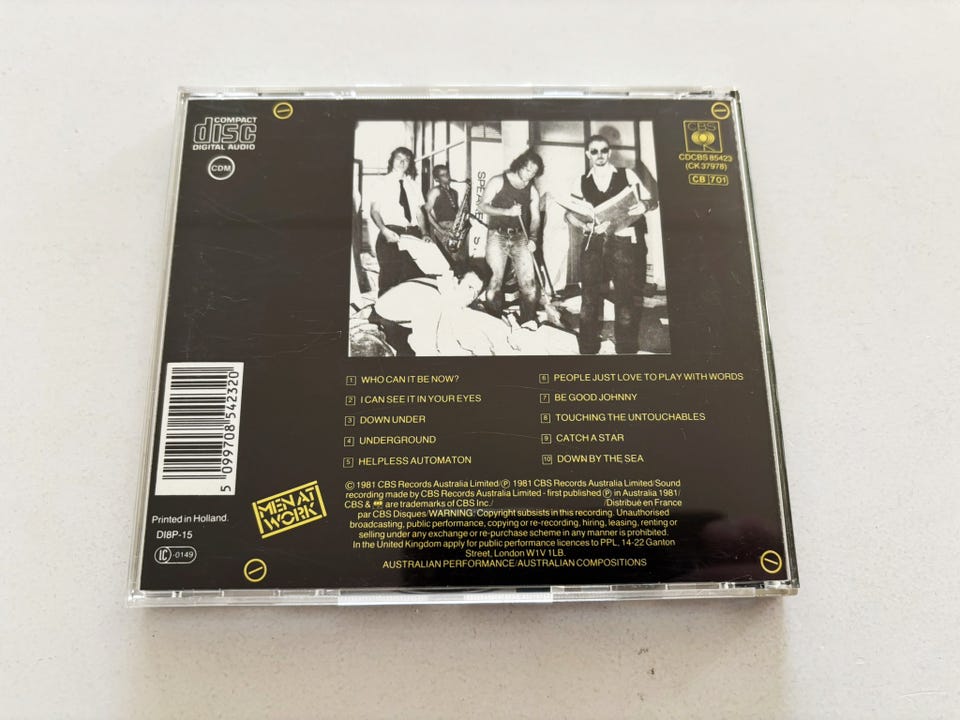 COMPACT
disc
DIGITAL AUDIO
CDM
CBS
CDCBS 85423
(CK 37978)
CB 701
SPEAKE
S.
1 WHO CAN IT BE NOW?
2 I CAN SEE IT IN YOUR EYES
3 DOWN UNDER
4 UNDERGROUND
5 HELPLESS AUTOMATON
6 PEOPLE JUST LOVE TO PLAY WITH WORDS
7 BE GOOD JOHNNY
8 TOUCHING THE UNTOUCHABLES
9 CATCH A STAR
10 DOWN BY THE SEA
5 099708 542320
MEN AT
WORK
Printed in Holland.
DI8P-15
IC -0149
© 1981 CBS Records Australia Limited/℗ 1981 CBS Records Australia Limited/Sound
recording made by CBS Records Australia Limited - first published ℗ in Australia 1981/
CBS & are trademarks of CBS Inc./ /Distribué en France
par CBS Disques/WARNING: Copyright subsists in this recording. Unauthorised
broadcasting, public performance, copying or re-recording, hiring, leasing, renting or
selling under any exchange or re-purchase scheme in any manner is prohibited.
In the United Kingdom apply for public performance licences to PPL, 14-22 Ganton
Street, London W1V 1LB.
AUSTRALIAN PERFORMANCE/AUSTRALIAN COMPOSITIONS